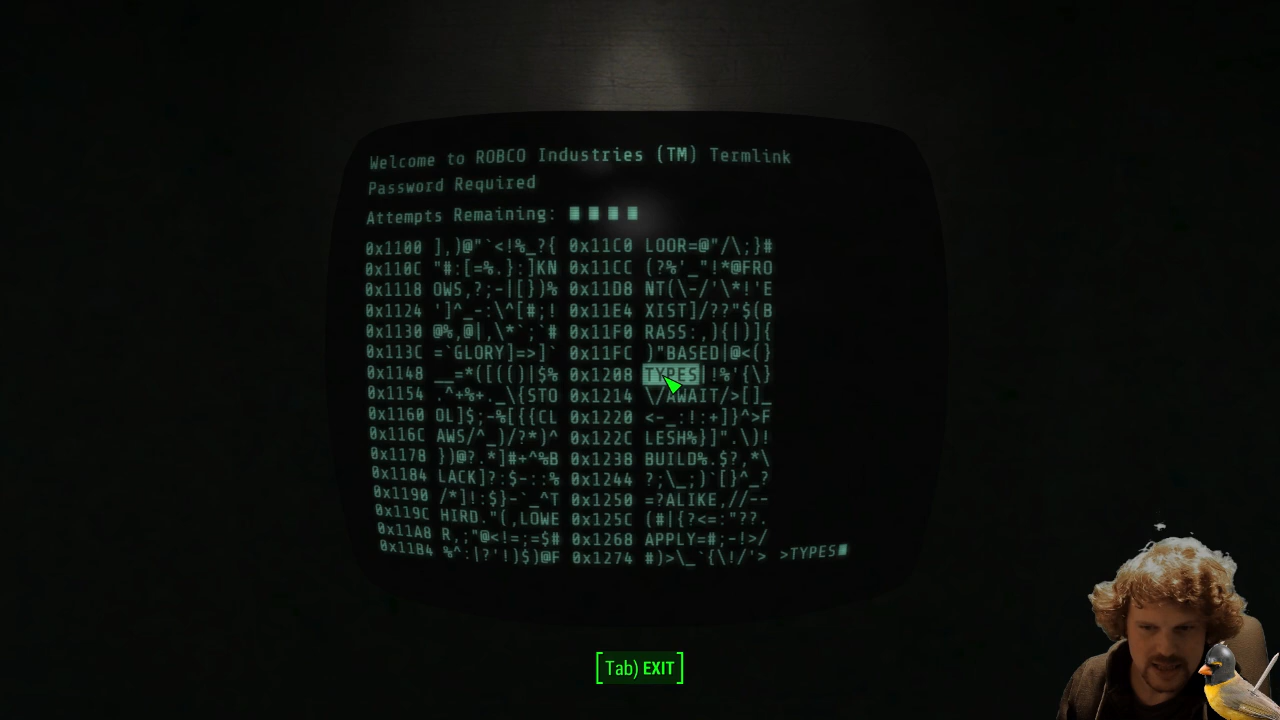 Welcome to ROBCO Industries (TM) Termlink
Password Required
Attempts Remaining: ■ ■ ■ ■
0x1100 ],)@"`<!%_?{ 0x11C0 LOOR=@"/\;}#
0x110C "#:[=%.}:]KN 0x11CC (?%'_"!*@FRO
0x1118 OWS,?;-|[})% 0x11D8 NT(\-/'\*!'E
0x1124 ']^_-:\^[#;! 0x11E4 XIST]/??"$(B
0x1130 @%,@|,\*`;`# 0x11F0 RASS:,){|)]{
0x113C =`GLORY]=>]` 0x11FC )"BASED|@<(}
0x1148 __=*([(()|$% 0x1208 TYPES|!%'{\}
0x1154 .^+%+._\{STO 0x1214 \/AWAIT/>[]_
0x1160 OL]$;-%[{{CL 0x1220 <-_:!:+]}^>F
0x116C AWS/^_)/?*)^ 0x122C LESH%}]".\)!
0x1178 })@?.*]#+^%B 0x1238 BUILD%.$?,*\
0x1184 LACK]?:$-::% 0x1244 ?;\_;)`[}^_?
0x1190 /*]!:$}-`_^T 0x1250 =?ALIKE,//--
0x119C HIRD."(,LOWE 0x125C (#|{?<=:"??.
0x11A8 R,;"@<!=;=$# 0x1268 APPLY=#;-!>/
0x11B4 %^:|?'!)$)@F 0x1274 #)>\_`{\!/'> >TYPES■
[Tab) EXIT]